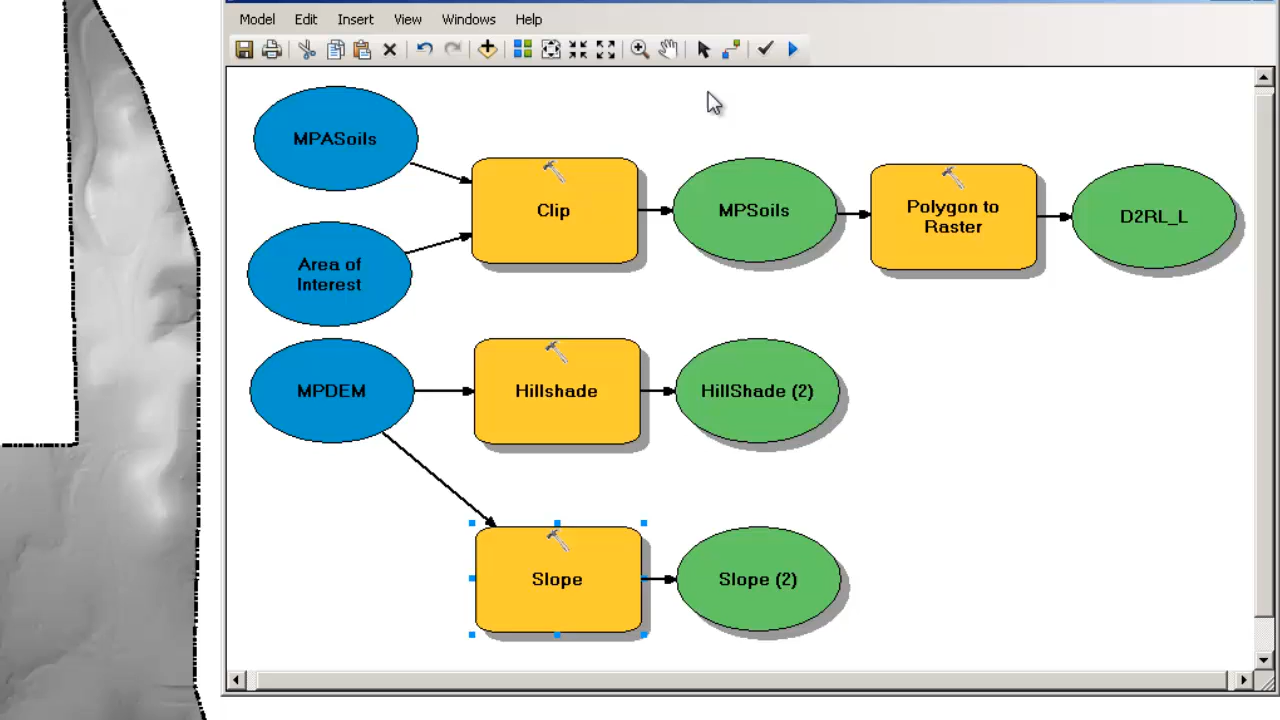 Model Edit Insert View Windows Help
MPASoils
Clip
MPSoils
Polygon to
Raster
D2RL_L
Area of
Interest
MPDEM
Hillshade
HillShade (2)
Slope
Slope (2)